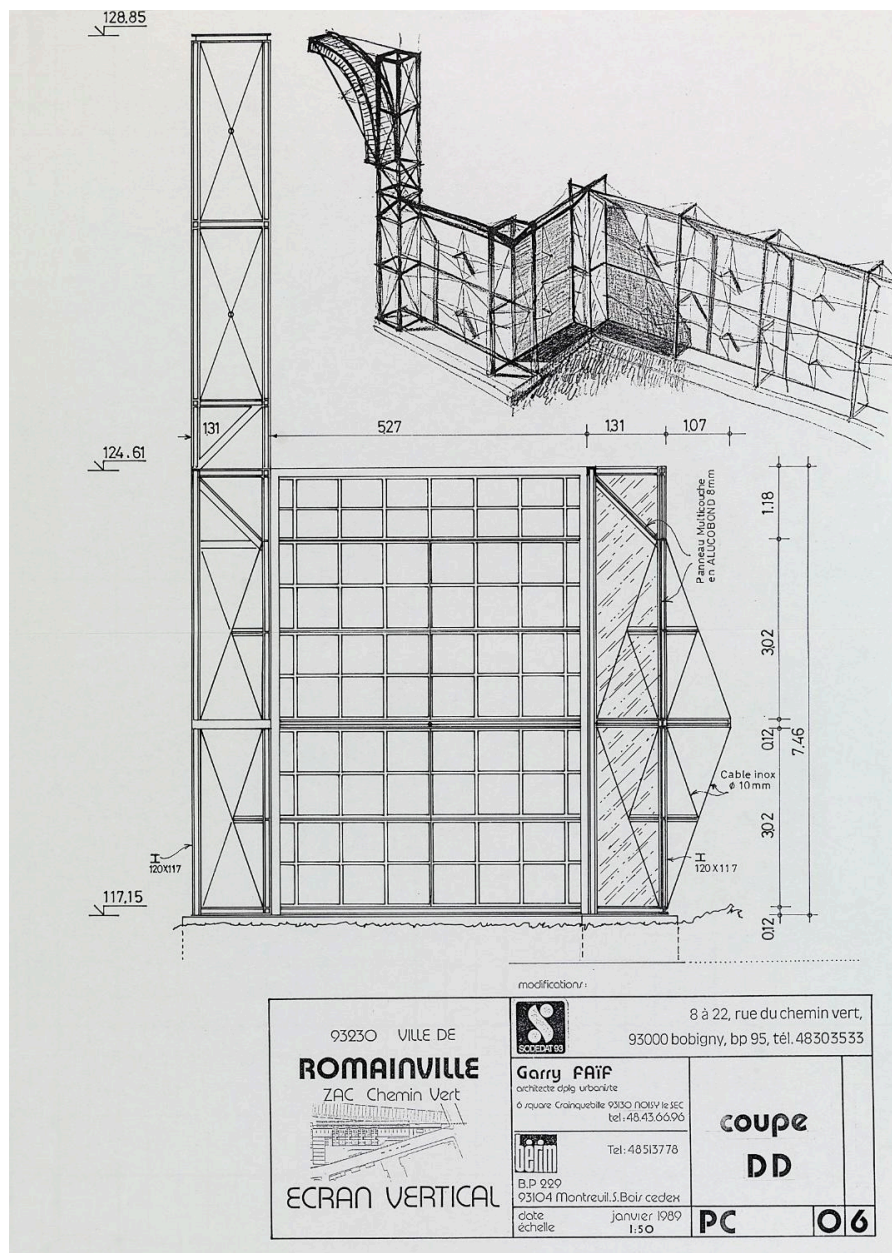 128,85
131
527
131
1,07
124.61
Panneau Multicouche
en ALUCOBOND 8mm
1.18
3,02
0,12
7.46
Cable inox
ø 10mm
3,02
I
120X117
I
120X117
117,15
0,12
modifications:
93230 VILLE DE
ROMAINVILLE
ZAC Chemin Vert
ECRAN VERTICAL
SODEDAT 93
8 à 22, rue du chemin vert,
93000 bobigny, bp 95, tél. 48303533
Garry FAÏF
architecte dplg urbaniste
6 square Crainquebille 93130 NOISY le SEC
tel: 48.43.66.96
bétim
Tel: 48513778
B.P 229
93104 Montreuil.S.Bois cedex
date janvier 1989
échelle 1:50
coupe
DD
PC 06